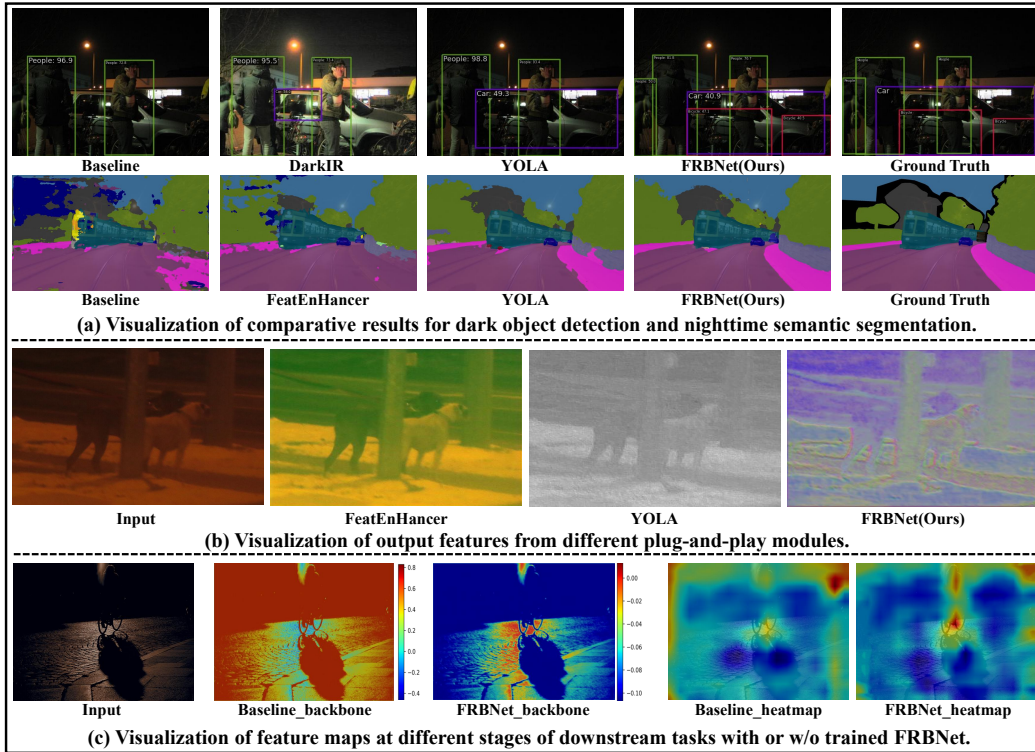 People: 96.9
People: 95.5
People: 98.8
Car: 49.3
Car: 40.9
People
People
Car
Bicycle
Bicycle
Baseline
DarkIR
YOLA
FRBNet(Ours)
Ground Truth
Baseline
FeatEnHancer
YOLA
FRBNet(Ours)
Ground Truth
(a) Visualization of comparative results for dark object detection and nighttime semantic segmentation.
Input
FeatEnHancer
YOLA
FRBNet(Ours)
(b) Visualization of output features from different plug-and-play modules.
0.8
0.6
0.4
0.2
0.0
−0.2
−0.4
0.00
−0.02
−0.04
−0.06
−0.08
−0.10
Input
Baseline_backbone
FRBNet_backbone
Baseline_heatmap
FRBNet_heatmap
(c) Visualization of feature maps at different stages of downstream tasks with or w/o trained FRBNet.